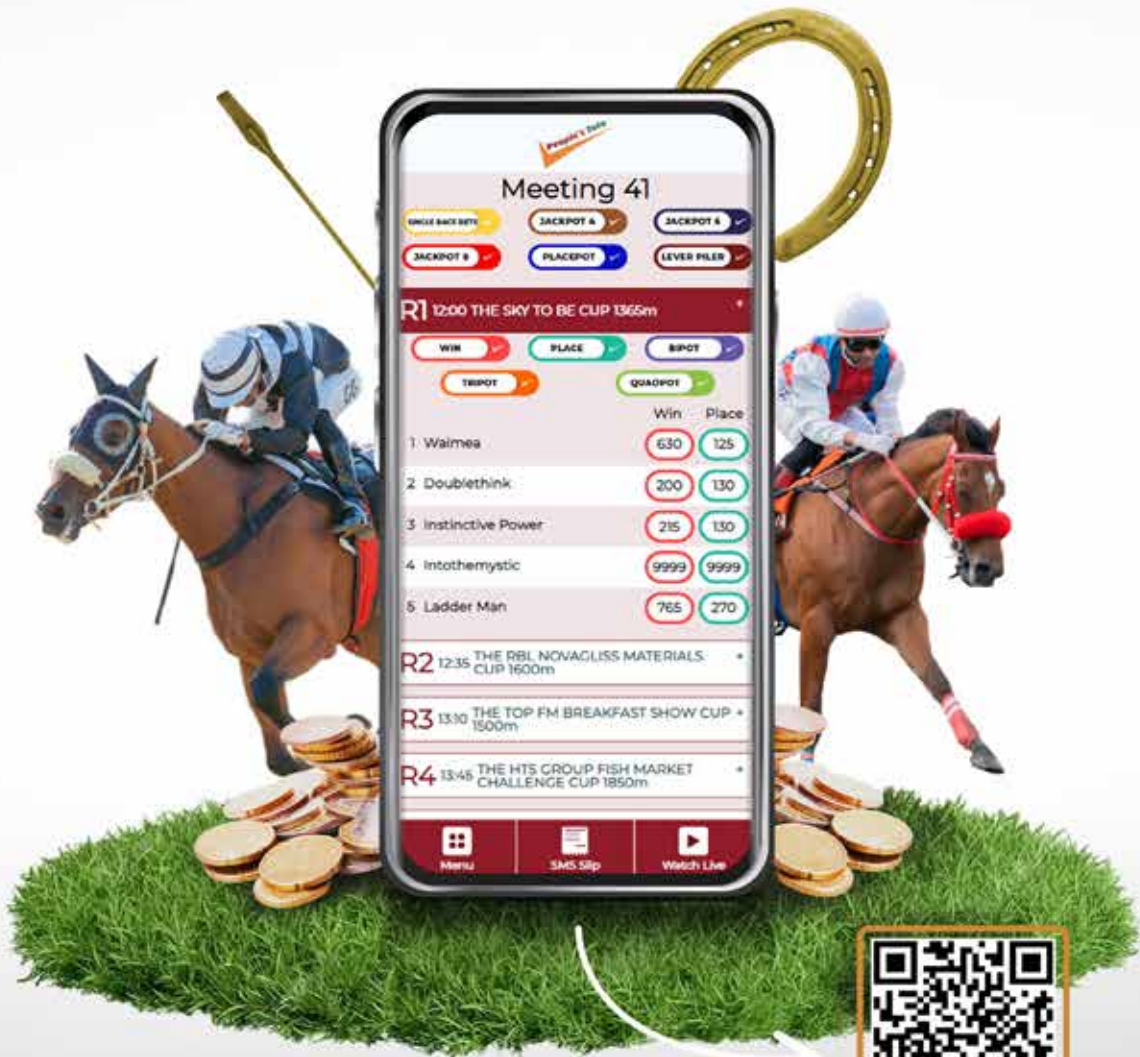 People's Tote
Meeting 41
SINGLE RACE BETS
JACKPOT 4
JACKPOT 6
JACKPOT 8
PLACEPOT
LEVER PILER
R1 12:00 THE SKY TO BE CUP 1365m
WIN
PLACE
BIPOT
TRIPOT
QUADPOT
Win Place
1 Waimea 630 125
2 Doublethink 200 130
3 Instinctive Power 215 130
4 Intothemystic 9999 9999
5 Ladder Man 765 270
R2 12:35 THE RBL NOVAGLISS MATERIALS
CUP 1600m
R3 13:10 THE TOP FM BREAKFAST SHOW CUP
1500m
R4 13:45 THE HTS GROUP FISH MARKET
CHALLENGE CUP 1850m
Menu
SMS Slip
Watch Live